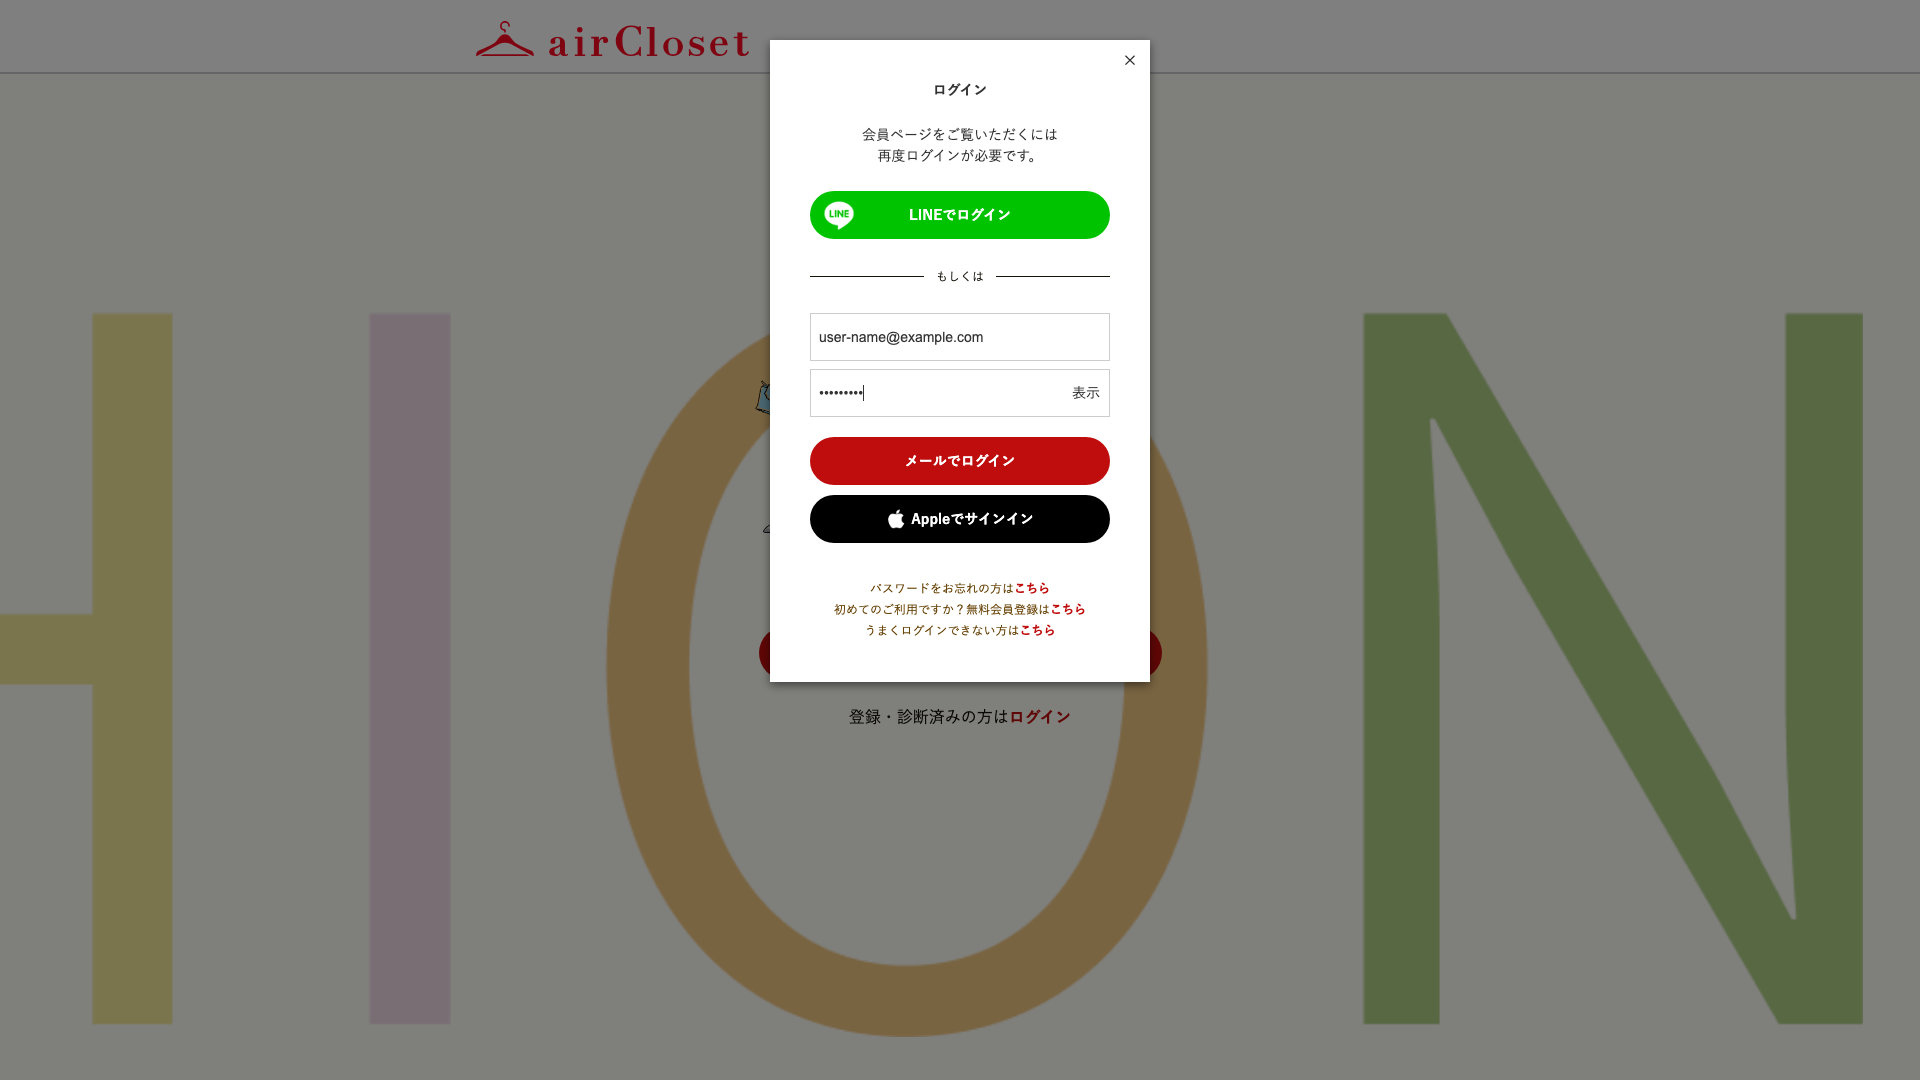 airCloset
×
ログイン
会員ページをご覧いただくには
再度ログインが必要です。
LINE
LINEでログイン
もしくは
user-name@example.com
•••••••••
表示
メールでログイン
Appleでサインイン
パスワードをお忘れの方はこちら
初めてのご利用ですか？無料会員登録はこちら
うまくログインできない方はこちら
登録・診断済みの方はログイン
HION